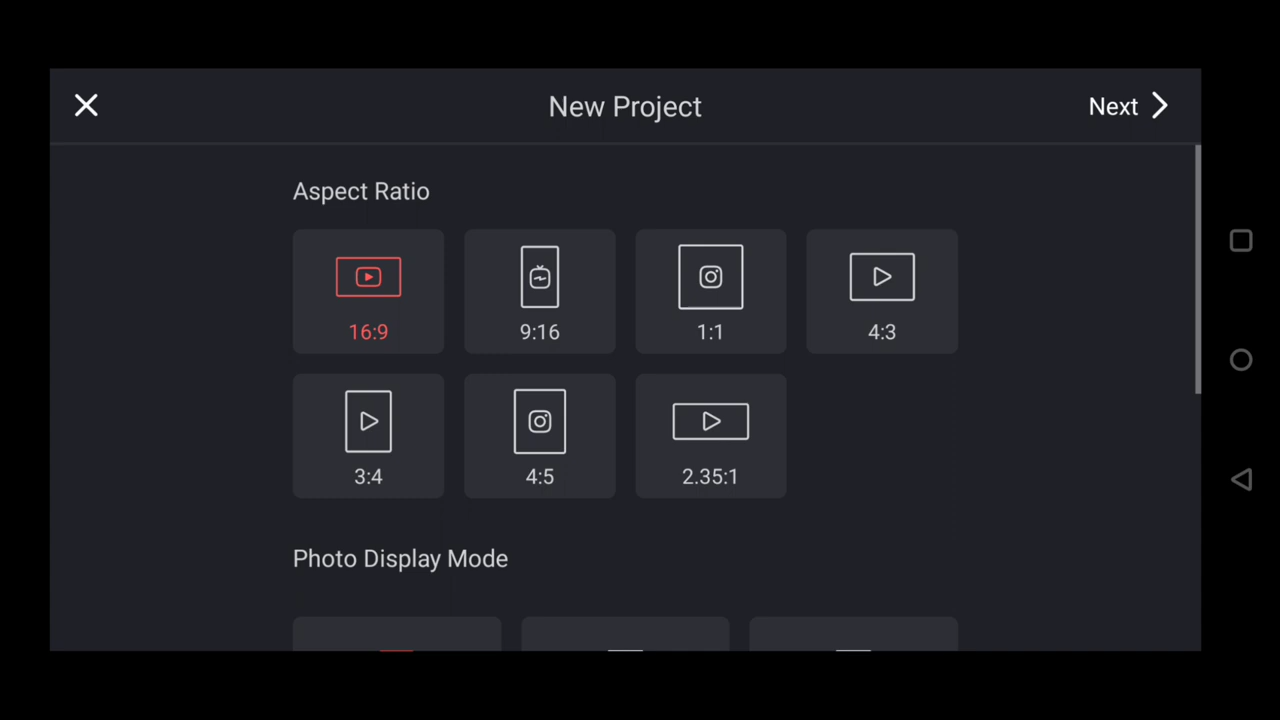 New Project
Next
Aspect Ratio
16:9
9:16
1:1
4:3
3:4
4:5
2.35:1
Photo Display Mode